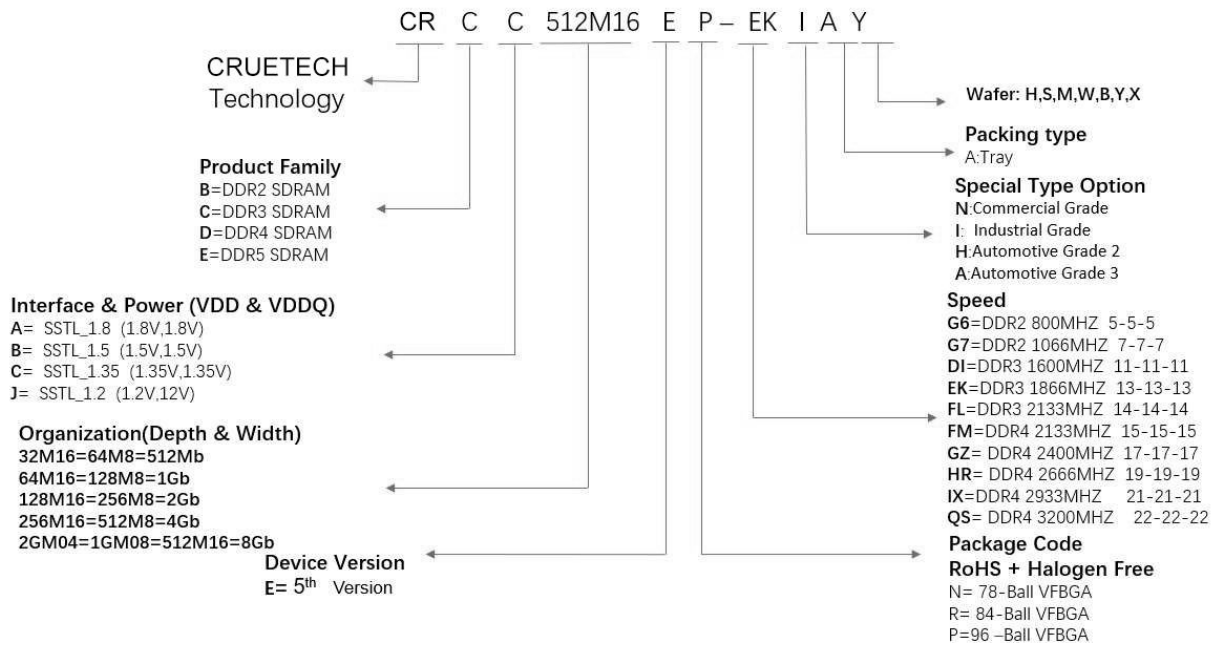 CR C C 512M16 E P – EK I A Y
CRUETECH
Technology
Product Family
B=DDR2 SDRAM
C=DDR3 SDRAM
D=DDR4 SDRAM
E=DDR5 SDRAM
Interface & Power (VDD & VDDQ)
A= SSTL_1.8 (1.8V,1.8V)
B= SSTL_1.5 (1.5V,1.5V)
C= SSTL_1.35 (1.35V,1.35V)
J= SSTL_1.2 (1.2V,12V)
Organization(Depth & Width)
32M16=64M8=512Mb
64M16=128M8=1Gb
128M16=256M8=2Gb
256M16=512M8=4Gb
2GM04=1GM08=512M16=8Gb
Device Version
E= 5th Version
Wafer: H,S,M,W,B,Y,X
Packing type
A:Tray
Special Type Option
N:Commercial Grade
I: Industrial Grade
H:Automotive Grade 2
A:Automotive Grade 3
Speed
G6=DDR2 800MHZ 5-5-5
G7=DDR2 1066MHZ 7-7-7
DI=DDR3 1600MHZ 11-11-11
EK=DDR3 1866MHZ 13-13-13
FL=DDR3 2133MHZ 14-14-14
FM=DDR4 2133MHZ 15-15-15
GZ= DDR4 2400MHZ 17-17-17
HR= DDR4 2666MHZ 19-19-19
IX=DDR4 2933MHZ 21-21-21
QS= DDR4 3200MHZ 22-22-22
Package Code
RoHS + Halogen Free
N= 78-Ball VFBGA
R= 84-Ball VFBGA
P=96 –Ball VFBGA